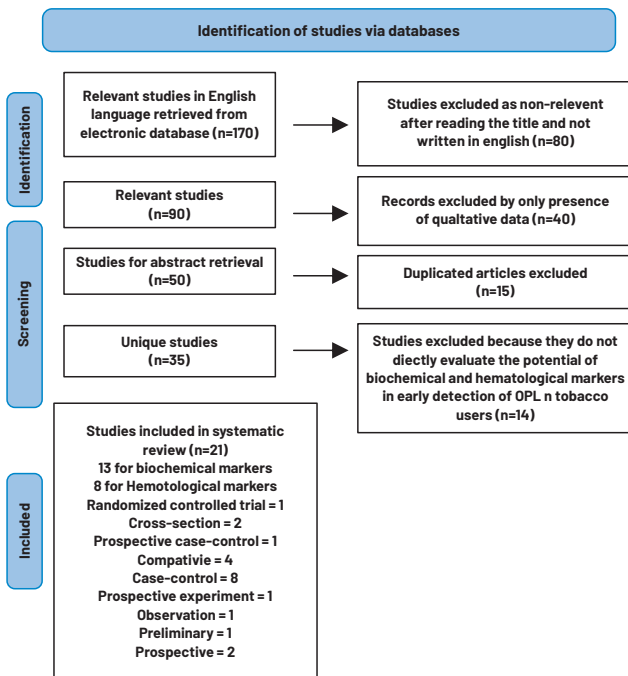 Identification of studies via databases
Identification
Relevant studies in English
language retrieved from
electronic database (n=170)
Studies excluded as non-relevent
after reading the title and not
written in english (n=80)
Relevant studies
(n=90)
Records excluded by only presence
of qualtative data (n=40)
Screening
Studies for abstract retrieval
(n=50)
Duplicated articles excluded
(n=15)
Unique studies
(n=35)
Studies excluded because they do not
diectly evaluate the potential of
biochemical and hematological markers
in early detection of OPL n tobacco
users (n=14)
Included
Studies included in systematic
review (n=21)
13 for biochemical markers
8 for Hemotological markers
Randomized controlled trial = 1
Cross-section = 2
Prospective case-control = 1
Compativie = 4
Case-control = 8
Prospective experiment = 1
Observation = 1
Preliminary = 1
Prospective = 2